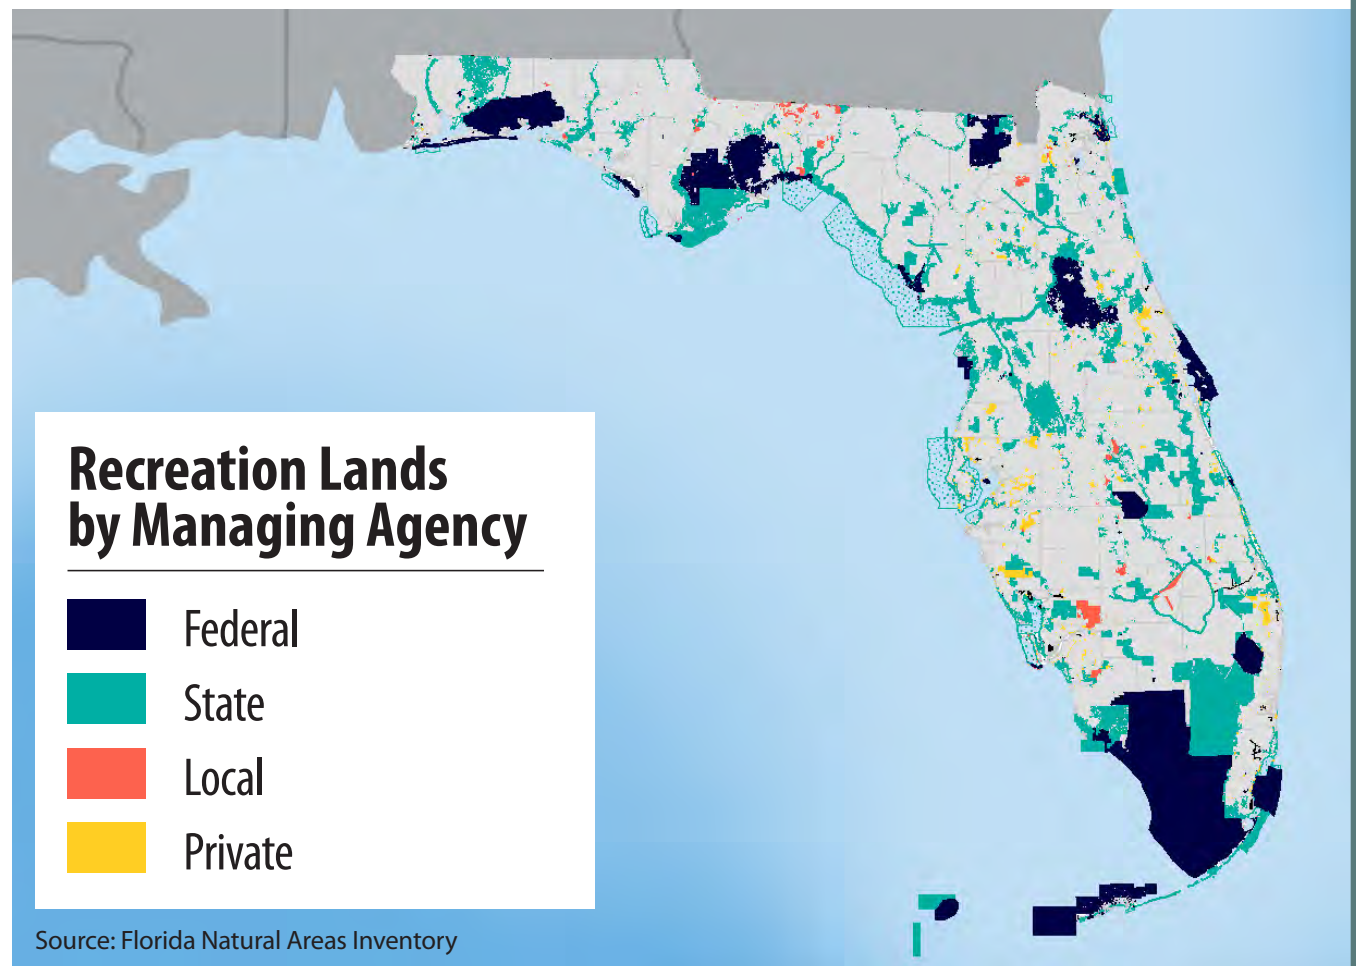 Recreation Lands
by Managing Agency
Federal
State
Local
Private
Source: Florida Natural Areas Inventory